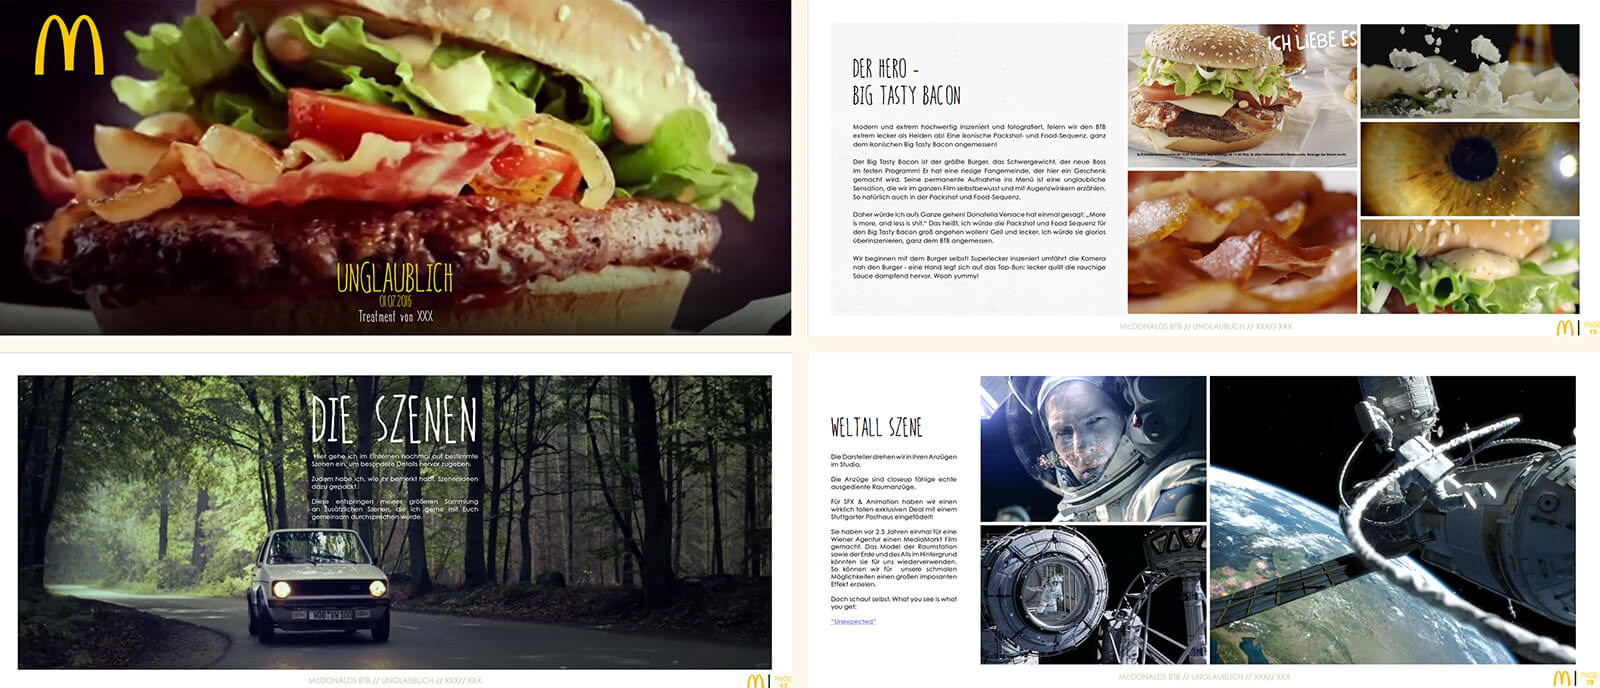 UNGLAUBLICH
01.07.2016
Treatment von XXX
DER HERO -
BIG TASTY BACON
Modern und extrem hochwertig inszeniert und fotografiert, feiern wir den BTB
extrem lecker als Helden ab! Eine ikonische Packshot- und Food-Sequenz, ganz
dem ikonischen Big Tasty Bacon angemessen!
Der Big Tasty Bacon ist der größte Burger, das Schwergewicht, der neue Boss
im festen Programm! Er hat eine riesige Fangemeinde, der hier ein Geschenk
gemacht wird. Seine permanente Aufnahme ins Menü ist eine unglaubliche
Sensation, die wir im ganzen Film selbstbewusst und mit Augenzwinkern erzählen.
So natürlich auch in der Packshot und Food-Sequenz.
Daher würde ich aufs Ganze gehen! Donatella Versace hat einmal gesagt: „More
is more, and less is shit.“ Das heißt, ich würde die Packshot und Food Sequenz für
den Big Tasty Bacon groß angehen wollen! Geil und lecker. Ich würde sie glorios
überinszenieren, ganz dem BTB angemessen.
Wir beginnen mit dem Burger selbst! Superlecker inszeniert umfährt die Kamera
nah den Burger - eine Hand legt sich auf das Top-Bun: lecker quillt die rauchige
Sauce dampfend hervor. Wooh yummy!
ICH LIEBE ES
McDONALDS BTB // UNGLAUBLICH // XXX// XXX
PAGE
15
DIE SZENEN
Hier gehe ich im Einzelnen nochmal auf bestimmte
Szenen ein, um besondere Details hervor zugeben.
Zudem habe ich, wie ihr bemerkt habt, Szenenideen
dazu gepackt.
Diese entspringen meiner größeren Sammlung
an Zusätzlichen Szenen, die ich gerne mit Euch
gemeinsam durchsprechen würde.
McDONALDS BTB // UNGLAUBLICH // XXX// XXX
PAGE
17
WELTALL SZENE
Die Darsteller drehen wir in ihren Anzügen
im Studio.
Die Anzüge sind closeup fähige echte
ausgediente Raumanzüge.
Für SFX & Animation haben wir einen
wirklich tollen exklusiven Deal mit einem
Stuttgarter Posthaus eingefädelt!
Sie haben vor 2.5 Jahren einmal für eine
Wiener Agentur einen MediaMarkt Film
gemacht. Das Model der Raumstation
sowie der Erde und des Alls im Hintergrund
könnten sie für uns wiederverwenden.
So können wir für unsere schmalen
Möglichkeiten einen großen imposanten
Effekt erzielen.
Doch schaut selbst. What you see is what
you get:
"Unexpected"
McDONALDS BTB // UNGLAUBLICH // XXX// XXX
PAGE
19